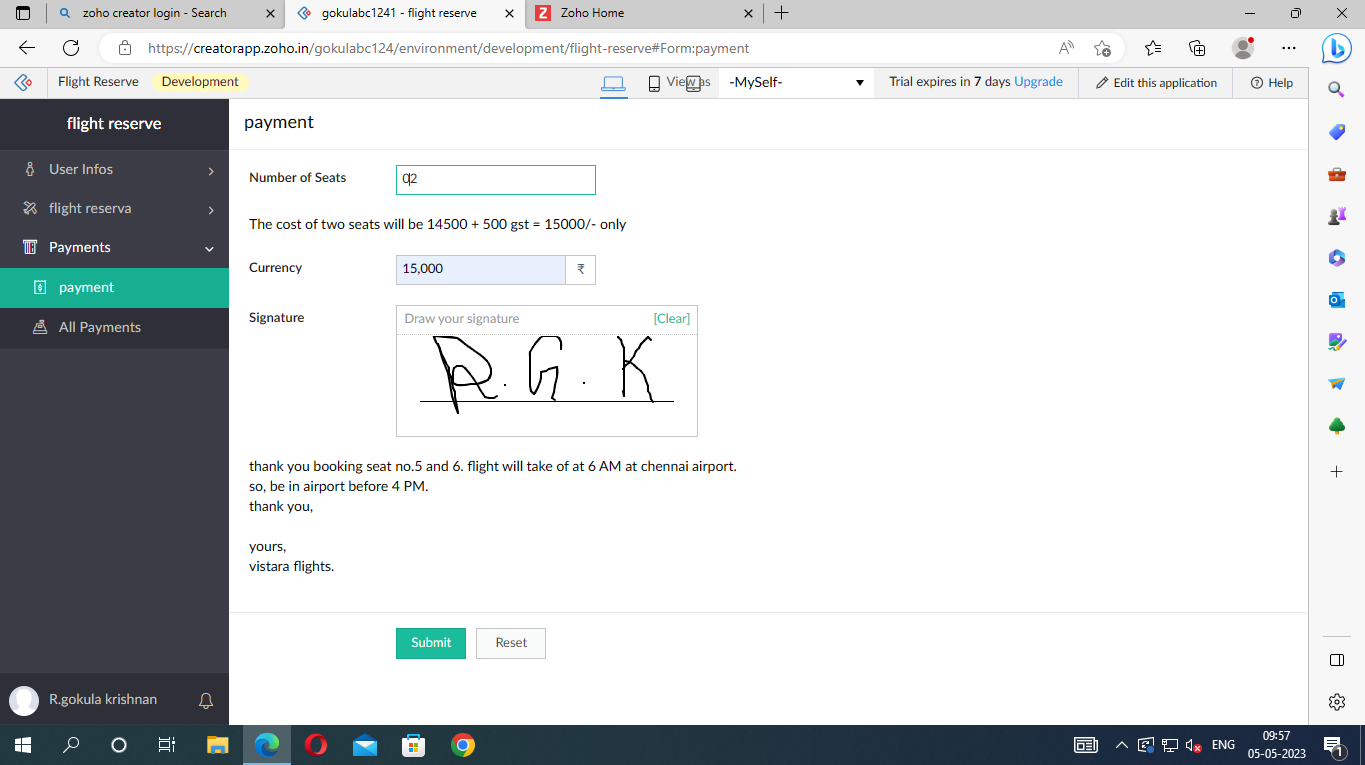 zoho creator login - Search
gokulabc1241 - flight reserve
Z Zoho Home
https://creatorapp.zoho.in/gokulabc124/environment/development/flight-reserve#Form:payment
Flight Reserve
Development
View as
-MySelf-
Trial expires in 7 days Upgrade
Edit this application
Help
flight reserve
payment
User Infos
flight reserva
Payments
payment
All Payments
Number of Seats
02
The cost of two seats will be 14500 + 500 gst = 15000/- only
Currency
15,000
₹
Signature
Draw your signature
[Clear]
R.G.K
thank you booking seat no.5 and 6. flight will take of at 6 AM at chennai airport.
so, be in airport before 4 PM.
thank you,
yours,
vistara flights.
Submit
Reset
R.gokula krishnan
ENG
09:57
05-05-2023
1